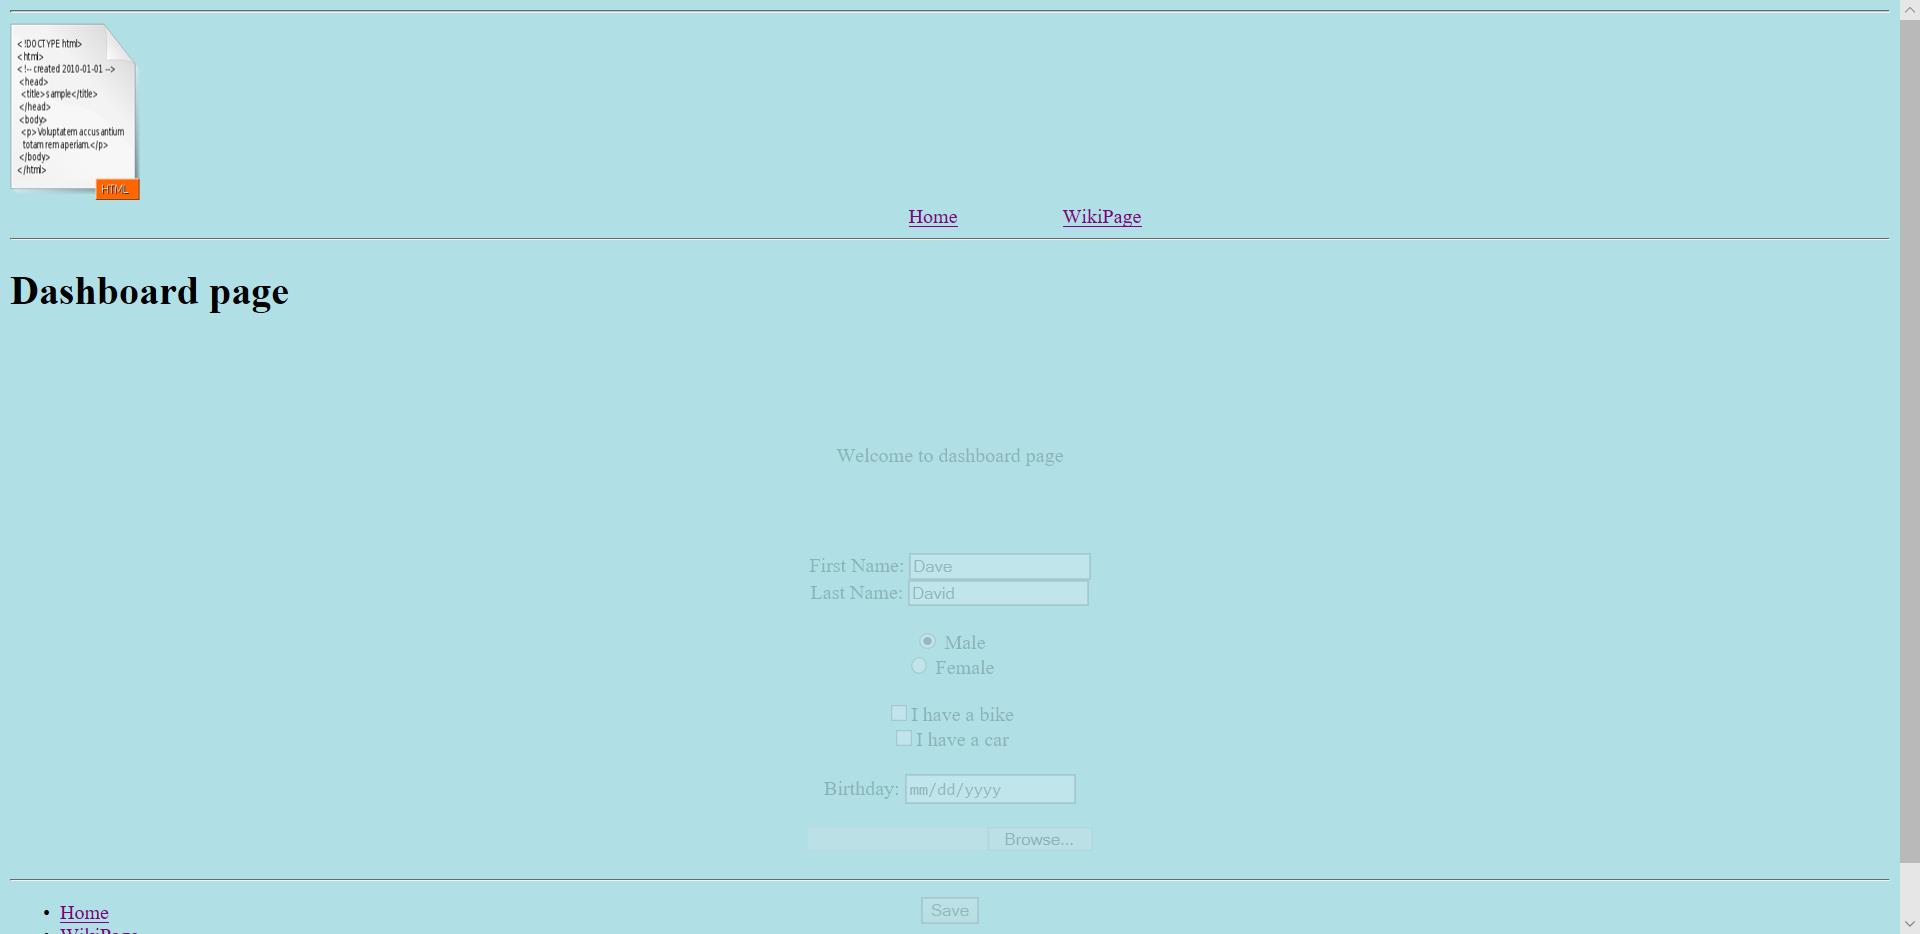 <!DOCTYPE html>
<html>
<!-- created 2010-01-01 -->
<head>
<title>sample</title>
</head>
<body>
<p>Voluptatem accusantium
totam rem aperiam.</p>
</body>
</html>
HTML
Home WikiPage
Dashboard page
Welcome to dashboard page
First Name: Dave
Last Name: David
Male
Female
I have a bike
I have a car
Birthday: mm/dd/yyyy
Browse...
Home
Save
WikiPage